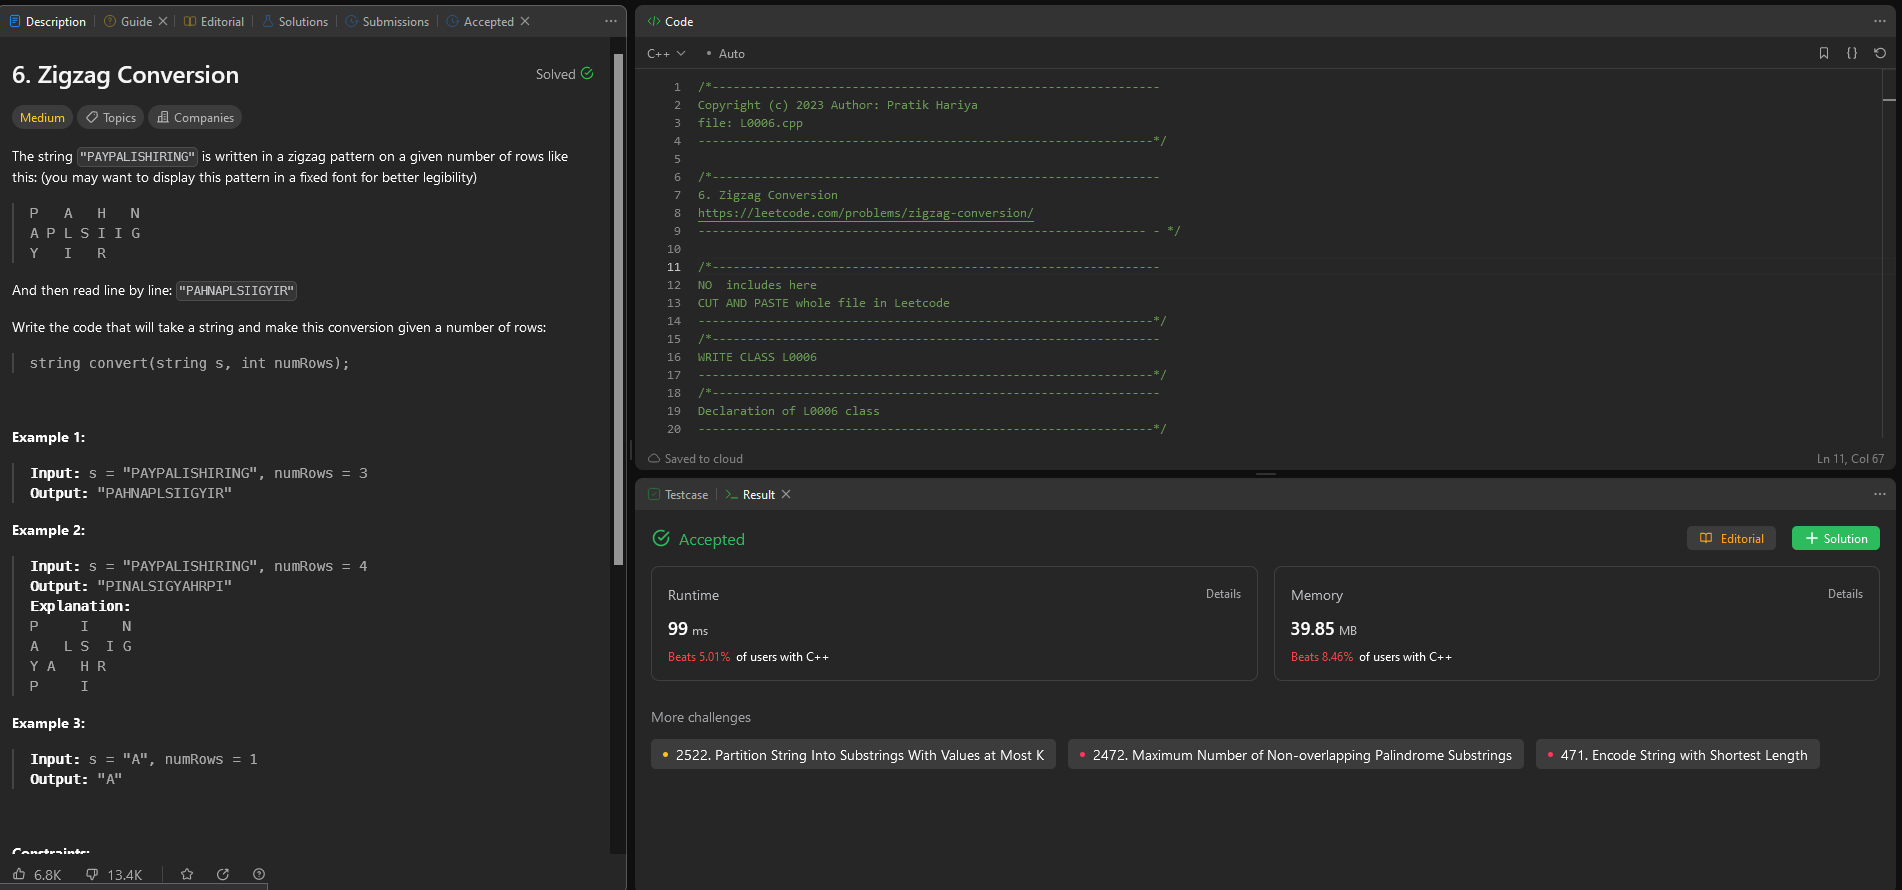 Description
Guide
Editorial
Solutions
Submissions
Accepted
6. Zigzag Conversion
Solved
Medium
Topics
Companies
The string "PAYPALISHIRING" is written in a zigzag pattern on a given number of rows like
this: (you may want to display this pattern in a fixed font for better legibility)
P   A   H   N
A P L S I I G
Y   I   R
And then read line by line: "PAHNAPLSIIGYIR"
Write the code that will take a string and make this conversion given a number of rows:
string convert(string s, int numRows);
Example 1:
Input: s = "PAYPALISHIRING", numRows = 3
Output: "PAHNAPLSIIGYIR"
Example 2:
Input: s = "PAYPALISHIRING", numRows = 4
Output: "PINALSIGYAHRPI"
Explanation:
P     I    N
A   L S  I G
Y A   H R
P     I
Example 3:
Input: s = "A", numRows = 1
Output: "A"
Constraints:
6.8K
13.4K
</> Code
C++
• Auto
1 /*----------------------------------------------------------------
2 Copyright (c) 2023 Author: Pratik Hariya
3 file: L0006.cpp
4 -----------------------------------------------------------------*/
5
6 /*----------------------------------------------------------------
7 6. Zigzag Conversion
8 https://leetcode.com/problems/zigzag-conversion/
9 ---------------------------------------------------------------- - */
10
11 /*----------------------------------------------------------------
12 NO  includes here
13 CUT AND PASTE whole file in Leetcode
14 -----------------------------------------------------------------*/
15 /*----------------------------------------------------------------
16 WRITE CLASS L0006
17 -----------------------------------------------------------------*/
18 /*----------------------------------------------------------------
19 Declaration of L0006 class
20 -----------------------------------------------------------------*/
Saved to cloud
Ln 11, Col 67
Testcase
Result
Accepted
Editorial
+ Solution
Runtime
Details
99 ms
Beats 5.01% of users with C++
Memory
Details
39.85 MB
Beats 8.46% of users with C++
More challenges
2522. Partition String Into Substrings With Values at Most K
2472. Maximum Number of Non-overlapping Palindrome Substrings
471. Encode String with Shortest Length